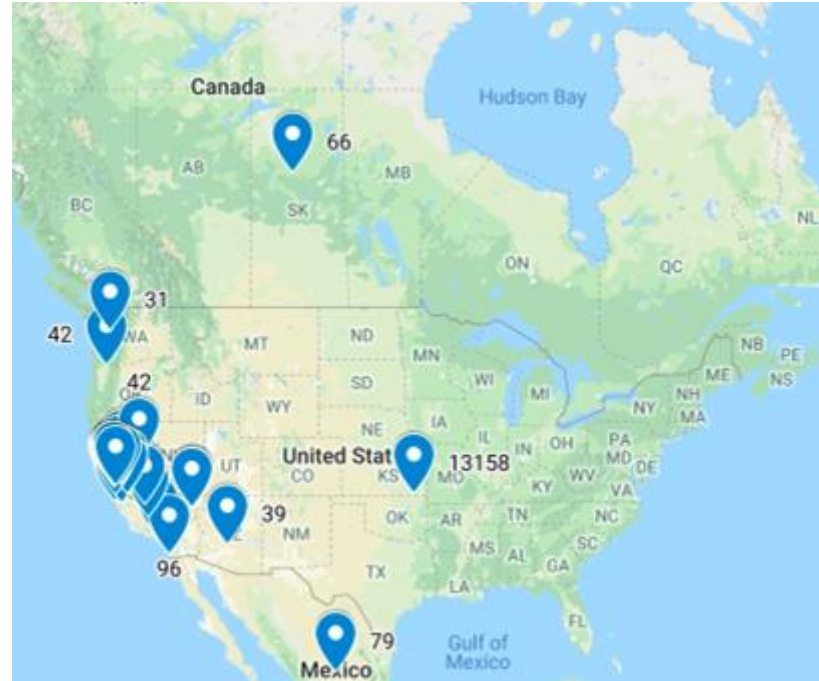 Canada
Hudson Bay
66
AB
MB
SK
BC
NL
ON
QC
31
42
WA
MT
ND
MN
NB
PE
ME
NS
42
ID
SD
WI
MI
NH
NY
MA
WY
IA
NE
IL
IN
OH
PA
MD
DE
United Stat
13158
UT
CO
KS
MO
WV
KY
VA
39
NM
OK
AR
TN
NC
SC
MS
AL
GA
96
TX
LA
FL
79
Gulf of
Mexico
Mexico